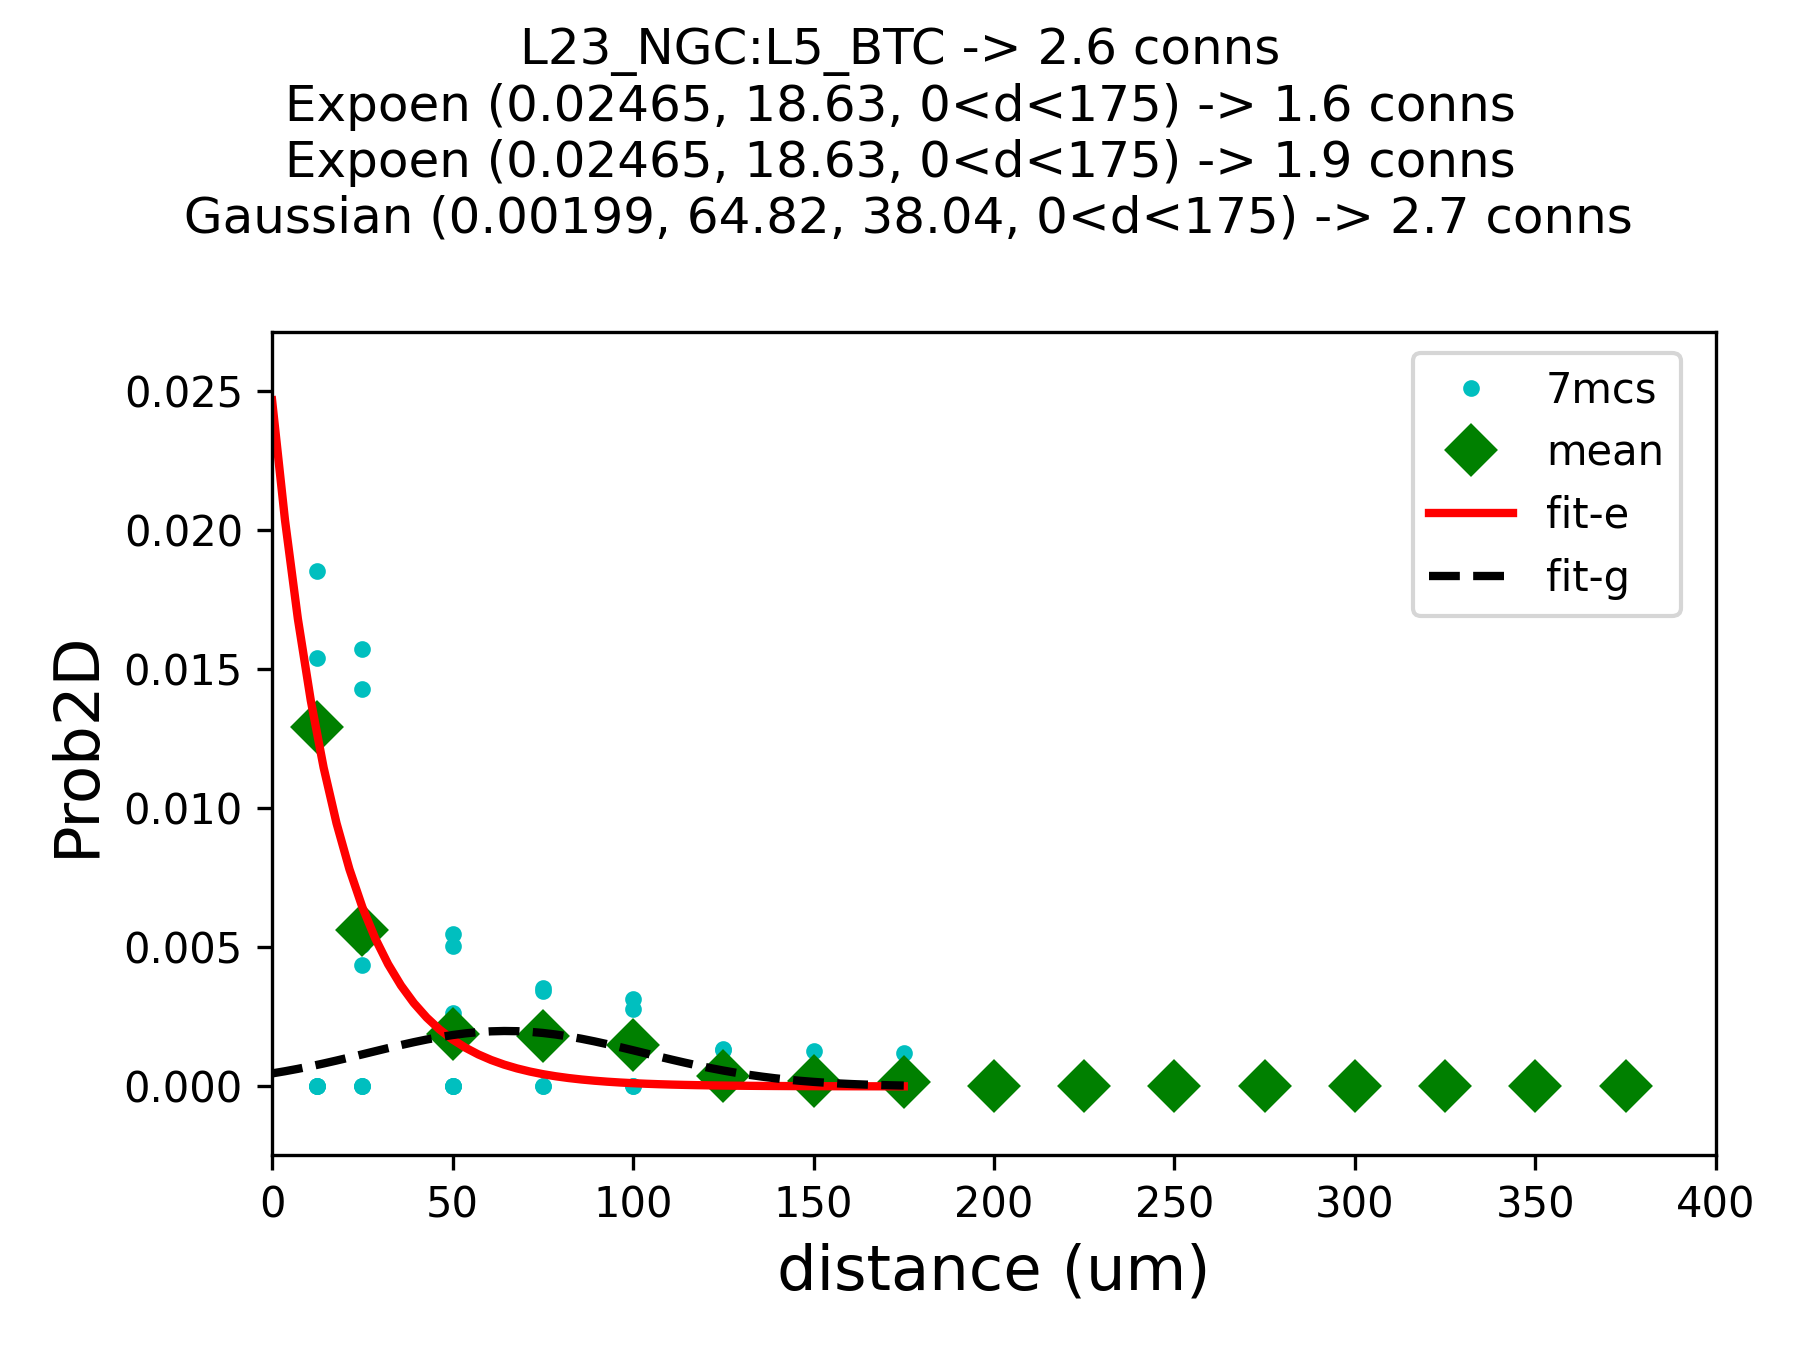 L23_NGC:L5_BTC -> 2.6 conns
Expoen (0.02465, 18.63, 0<d<175) -> 1.6 conns
Expoen (0.02465, 18.63, 0<d<175) -> 1.9 conns
Gaussian (0.00199, 64.82, 38.04, 0<d<175) -> 2.7 conns
7mcs
mean
fit-e
fit-g
Prob2D
0.025
0.020
0.015
0.010
0.005
0.000
0 50 100 150 200 250 300 350 400
distance (um)